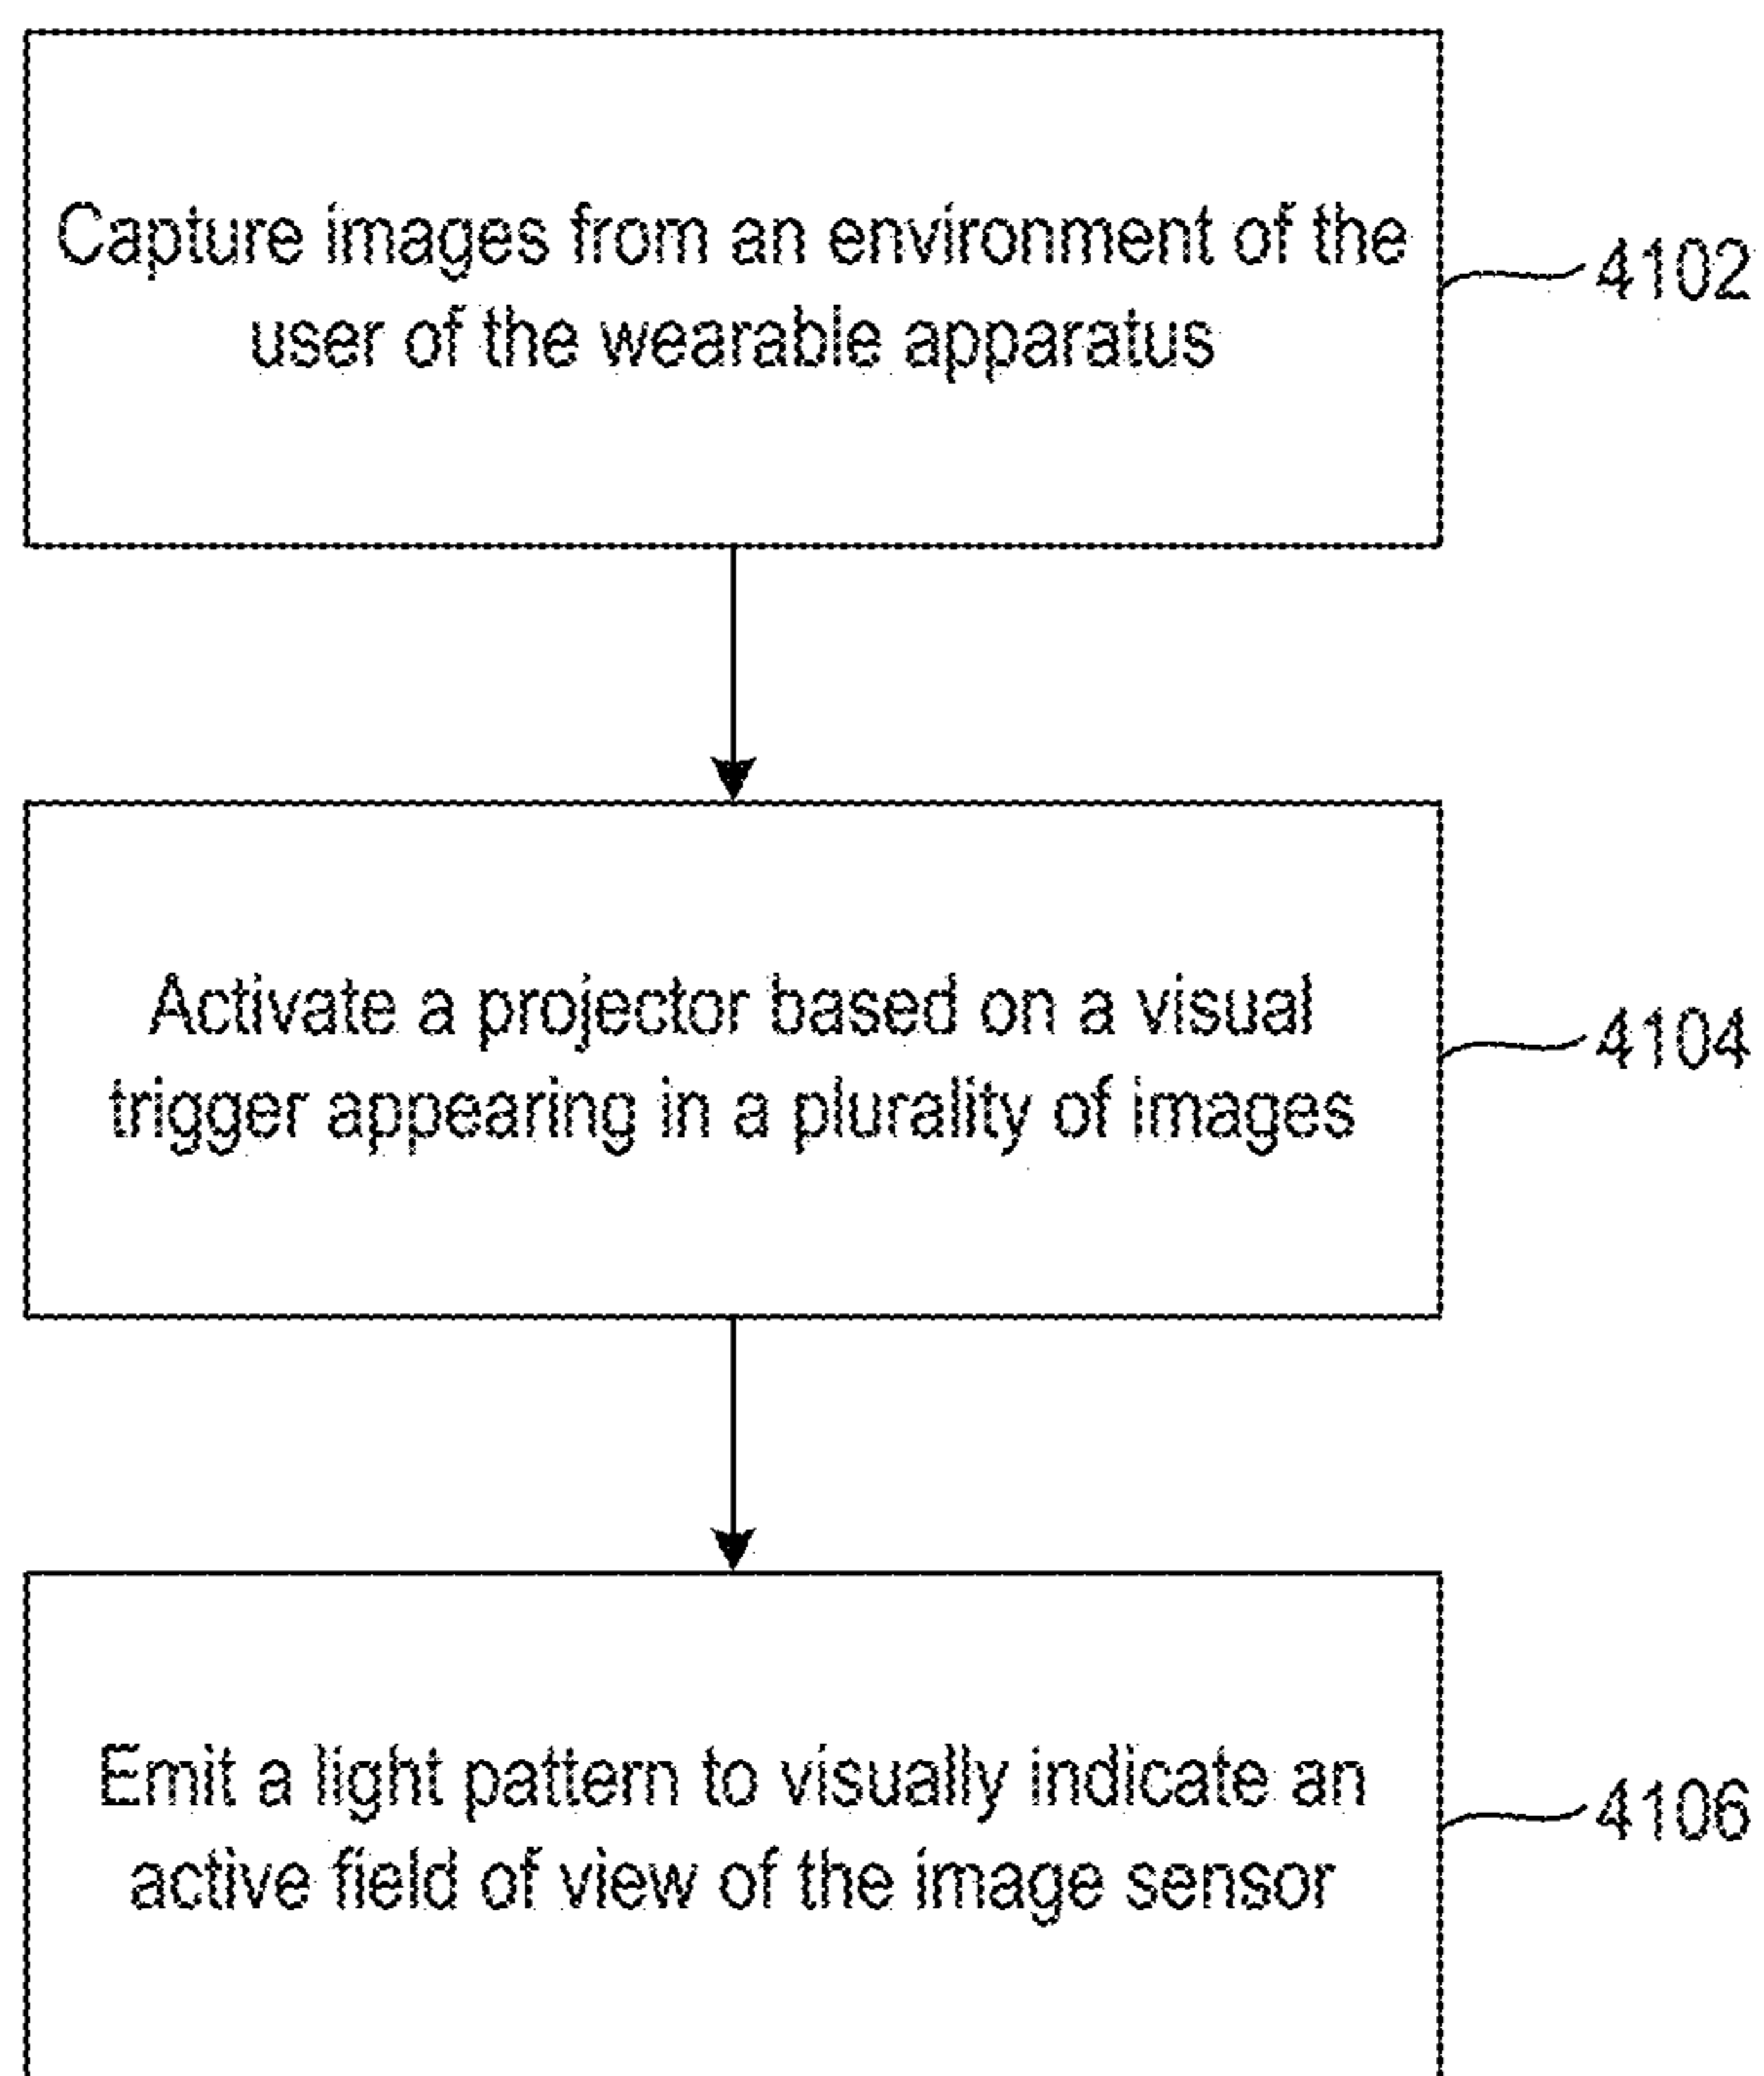 Capture images from an environment of the
user of the wearable apparatus
4102
Activate a projector based on a visual
trigger appearing in a plurality of images
4104
Emit a light pattern to visually indicate an
active field of view of the image sensor
4106